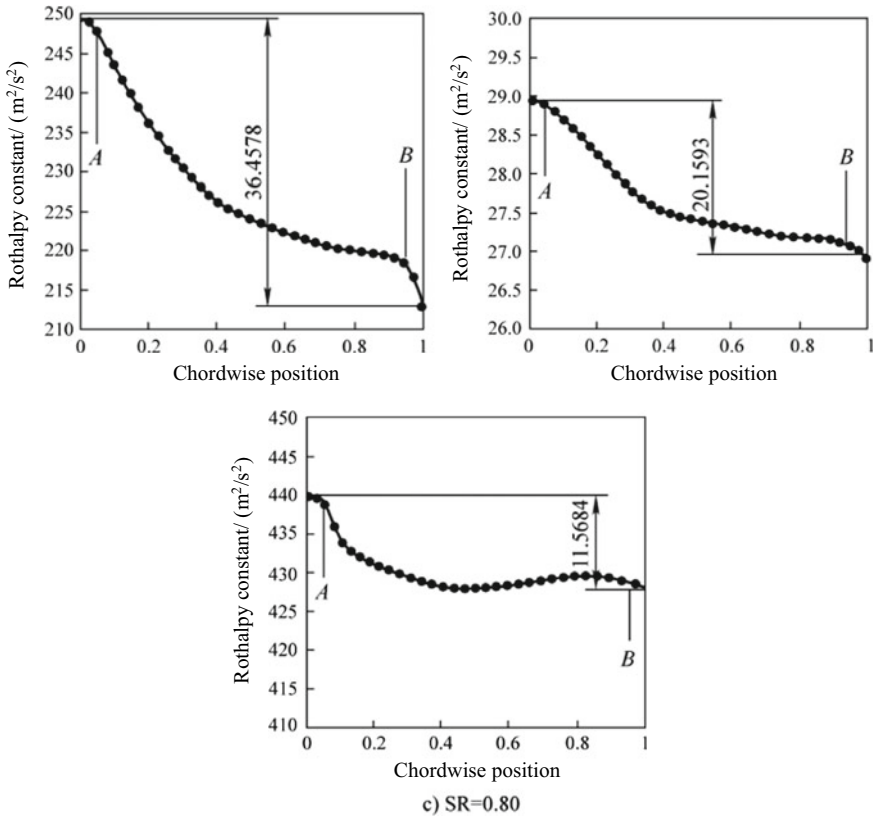 250
245
240
235
230
225
220
215
210
Rothalpy constant/ (m²/s²)
A
B
36.4578
0 0.2 0.4 0.6 0.8 1
Chordwise position
30.0
29.0
28.5
28.0
27.5
27.0
26.5
26.0
Rothalpy constant/ (m²/s²)
A
B
20.1593
0 0.2 0.4 0.6 0.8 1
Chordwise position
450
445
440
435
430
425
420
415
410
Rothalpy constant/ (m²/s²)
A
B
11.5684
0 0.2 0.4 0.6 0.8 1
Chordwise position
c) SR=0.80